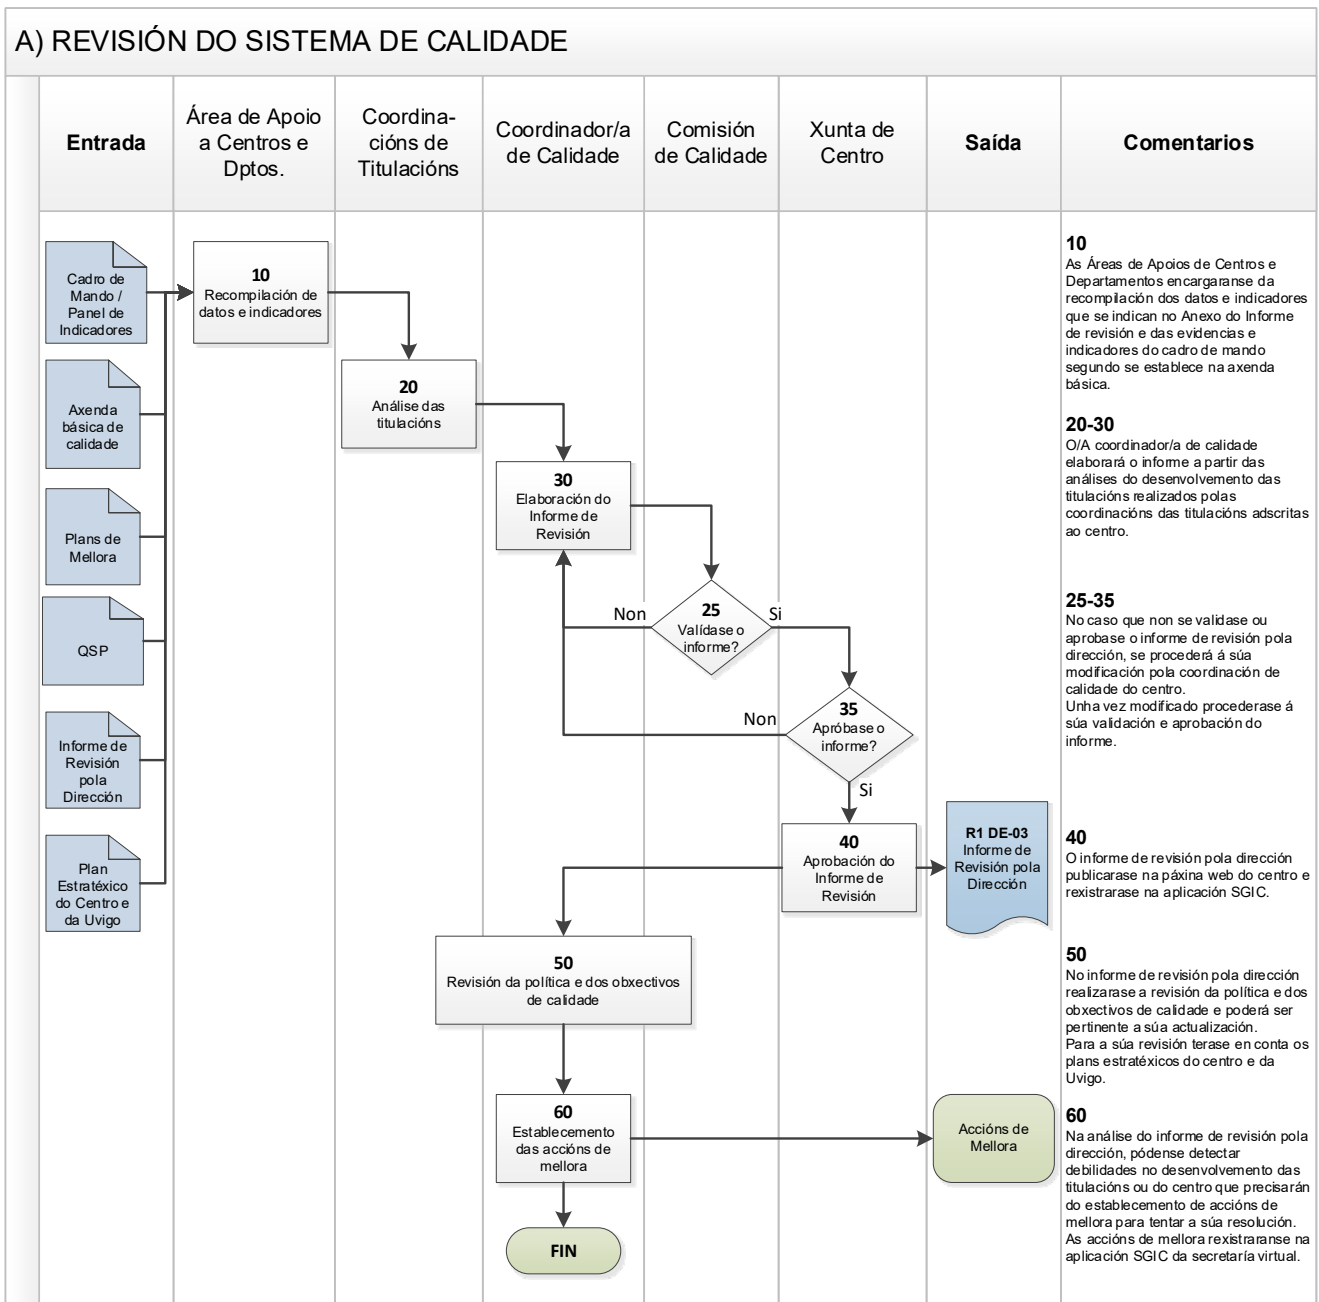 A) REVISIÓN DO SISTEMA DE CALIDADE
Entrada
Área de Apoio
a Centros e
Dptos.
Coordina-
cións de
Titulacións
Coordinador/a
de Calidade
Comisión
de Calidade
Xunta de
Centro
Saída
Comentarios
Cadro de
Mando /
Panel de
Indicadores
Axenda
básica de
calidade
Plans de
Mellora
QSP
Informe de
Revisión
pola
Dirección
Plan
Estratéxico
do Centro e
da Uvigo
10
Recompilación de
datos e indicadores
20
Análise das
titulacións
30
Elaboración do
Informe de
Revisión
Non
25
Valídase o
informe?
Si
Non
35
Apróbase o
informe?
Si
40
Aprobación do
Informe de
Revisión
R1 DE-03
Informe de
Revisión pola
Dirección
50
Revisión da política e dos obxectivos
de calidade
60
Establecemento
das accións de
mellora
Accións de
Mellora
FIN
10
As Áreas de Apoios de Centros e
Departamentos encargaranse da
recompilación dos datos e indicadores
que se indican no Anexo do Informe
de revisión e das evidencias e
indicadores do cadro de mando
segundo se establece na axenda
básica.
20-30
O/A coordinador/a de calidade
elaborará o informe a partir das
análises do desenvolvemento das
titulacións realizados polas
coordinacións das titulacións adscritas
ao centro.
25-35
No caso que non se validase ou
aprobase o informe de revisión pola
dirección, se procederá á súa
modificación pola coordinación de
calidade do centro.
Unha vez modificado procederase á
súa validación e aprobación do
informe.
40
O informe de revisión pola dirección
publicarase na páxina web do centro e
rexistrarase na aplicación SGIC.
50
No informe de revisión pola dirección
realizarase a revisión da política e dos
obxectivos de calidade e poderá ser
pertinente a súa actualización.
Para a súa revisión terase en conta os
plans estratéxicos do centro e da
Uvigo.
60
Na análise do informe de revisión pola
dirección, pódense detectar
debilidades no desenvolvemento das
titulacións ou do centro que precisarán
do establecemento de accións de
mellora para tentar a súa resolución.
As accións de mellora rexistraranse na
aplicación SGIC da secretaría virtual.